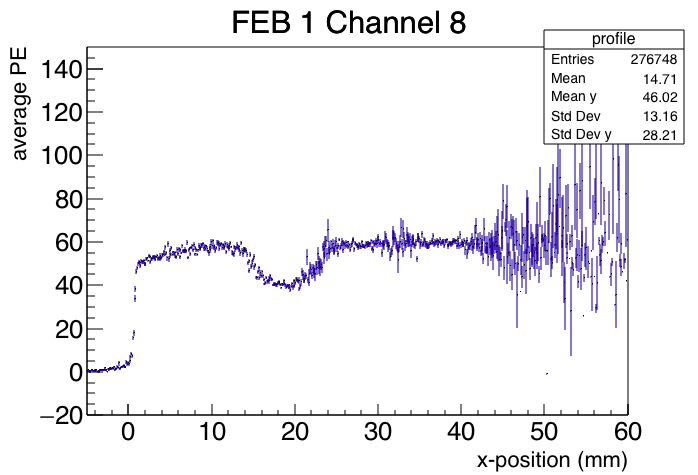 FEB 1 Channel 8
profile
Entries 276748
Mean 14.71
Mean y 46.02
Std Dev 13.16
Std Dev y 28.21
average PE
140
120
100
80
60
40
20
0
−20
0 10 20 30 40 50 60
x-position (mm)